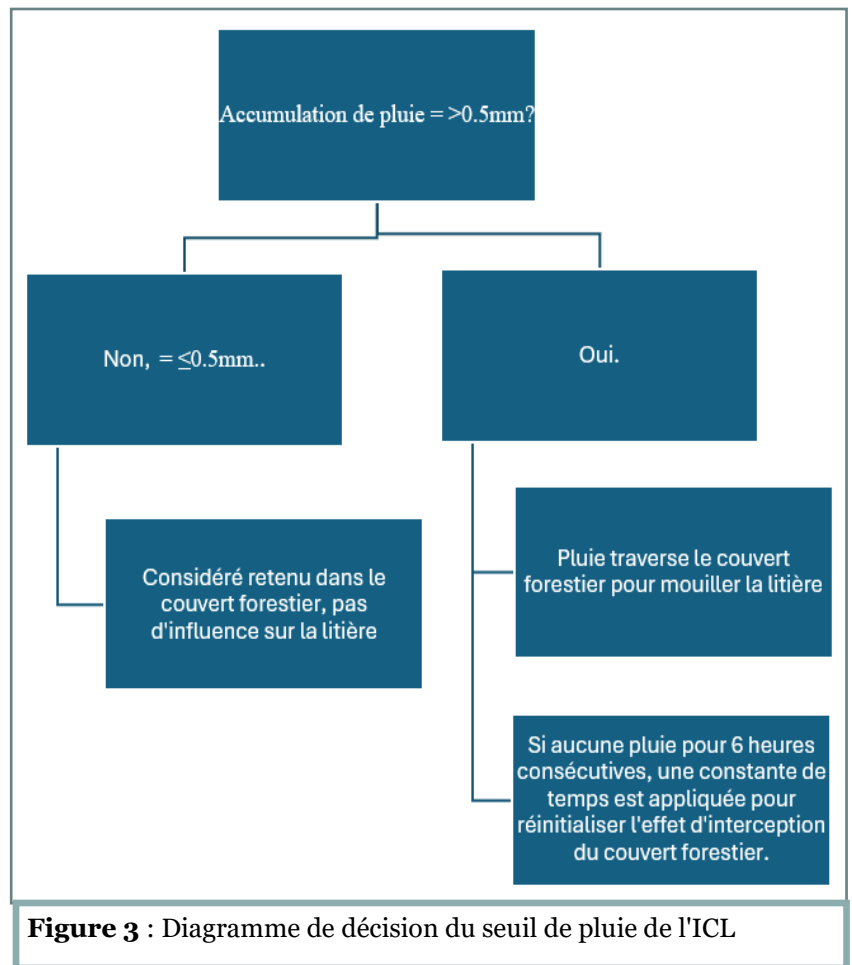 Accumulation de pluie = >0.5mm?
Non, = ≤0.5mm..
Oui.
Considéré retenu dans le
couvert forestier, pas
d'influence sur la litière
Pluie traverse le couvert
forestier pour mouiller la litière
Si aucune pluie pour 6 heures
consécutives, une constante de
temps est appliquée pour
réinitialiser l'effet d'interception
du couvert forestier.
Figure 3 : Diagramme de décision du seuil de pluie de l'ICL